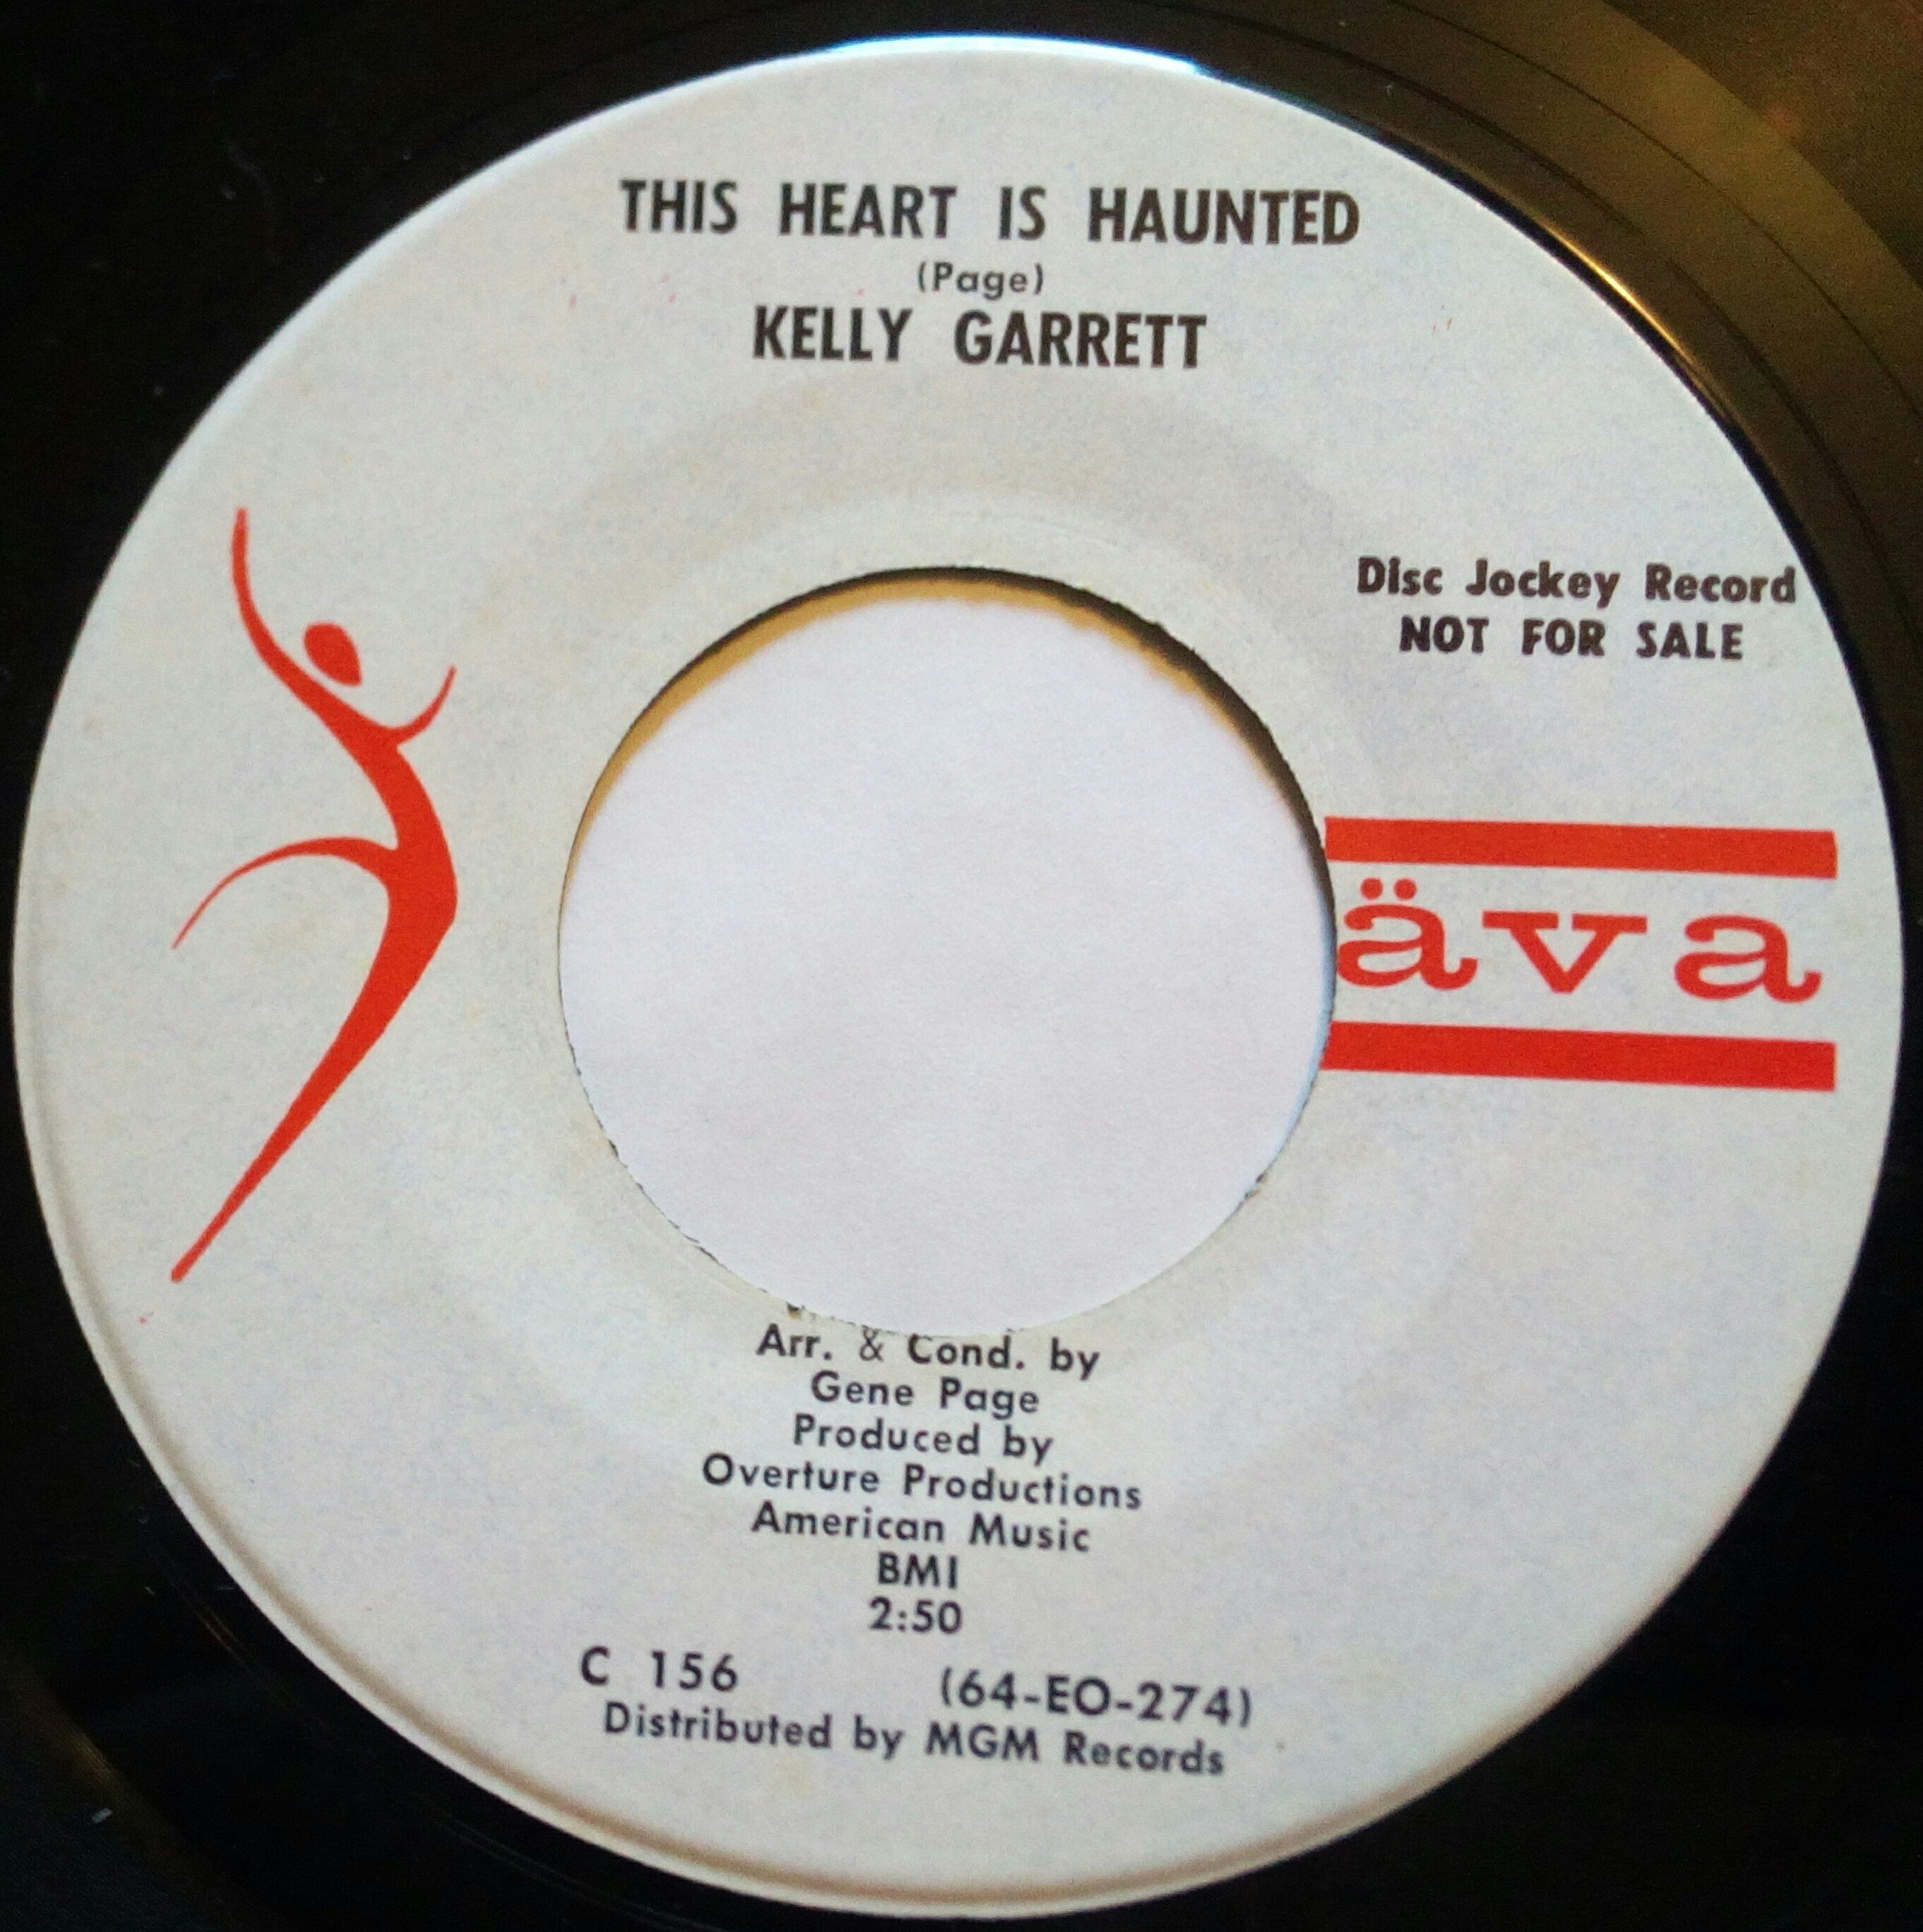 THIS HEART IS HAUNTED
(Page)
KELLY GARRETT
Disc Jockey Record
NOT FOR SALE
äva
Arr. & Cond. by
Gene Page
Produced by
Overture Productions
American Music
BMI
2:50
C 156 (64-EO-274)
Distributed by MGM Records